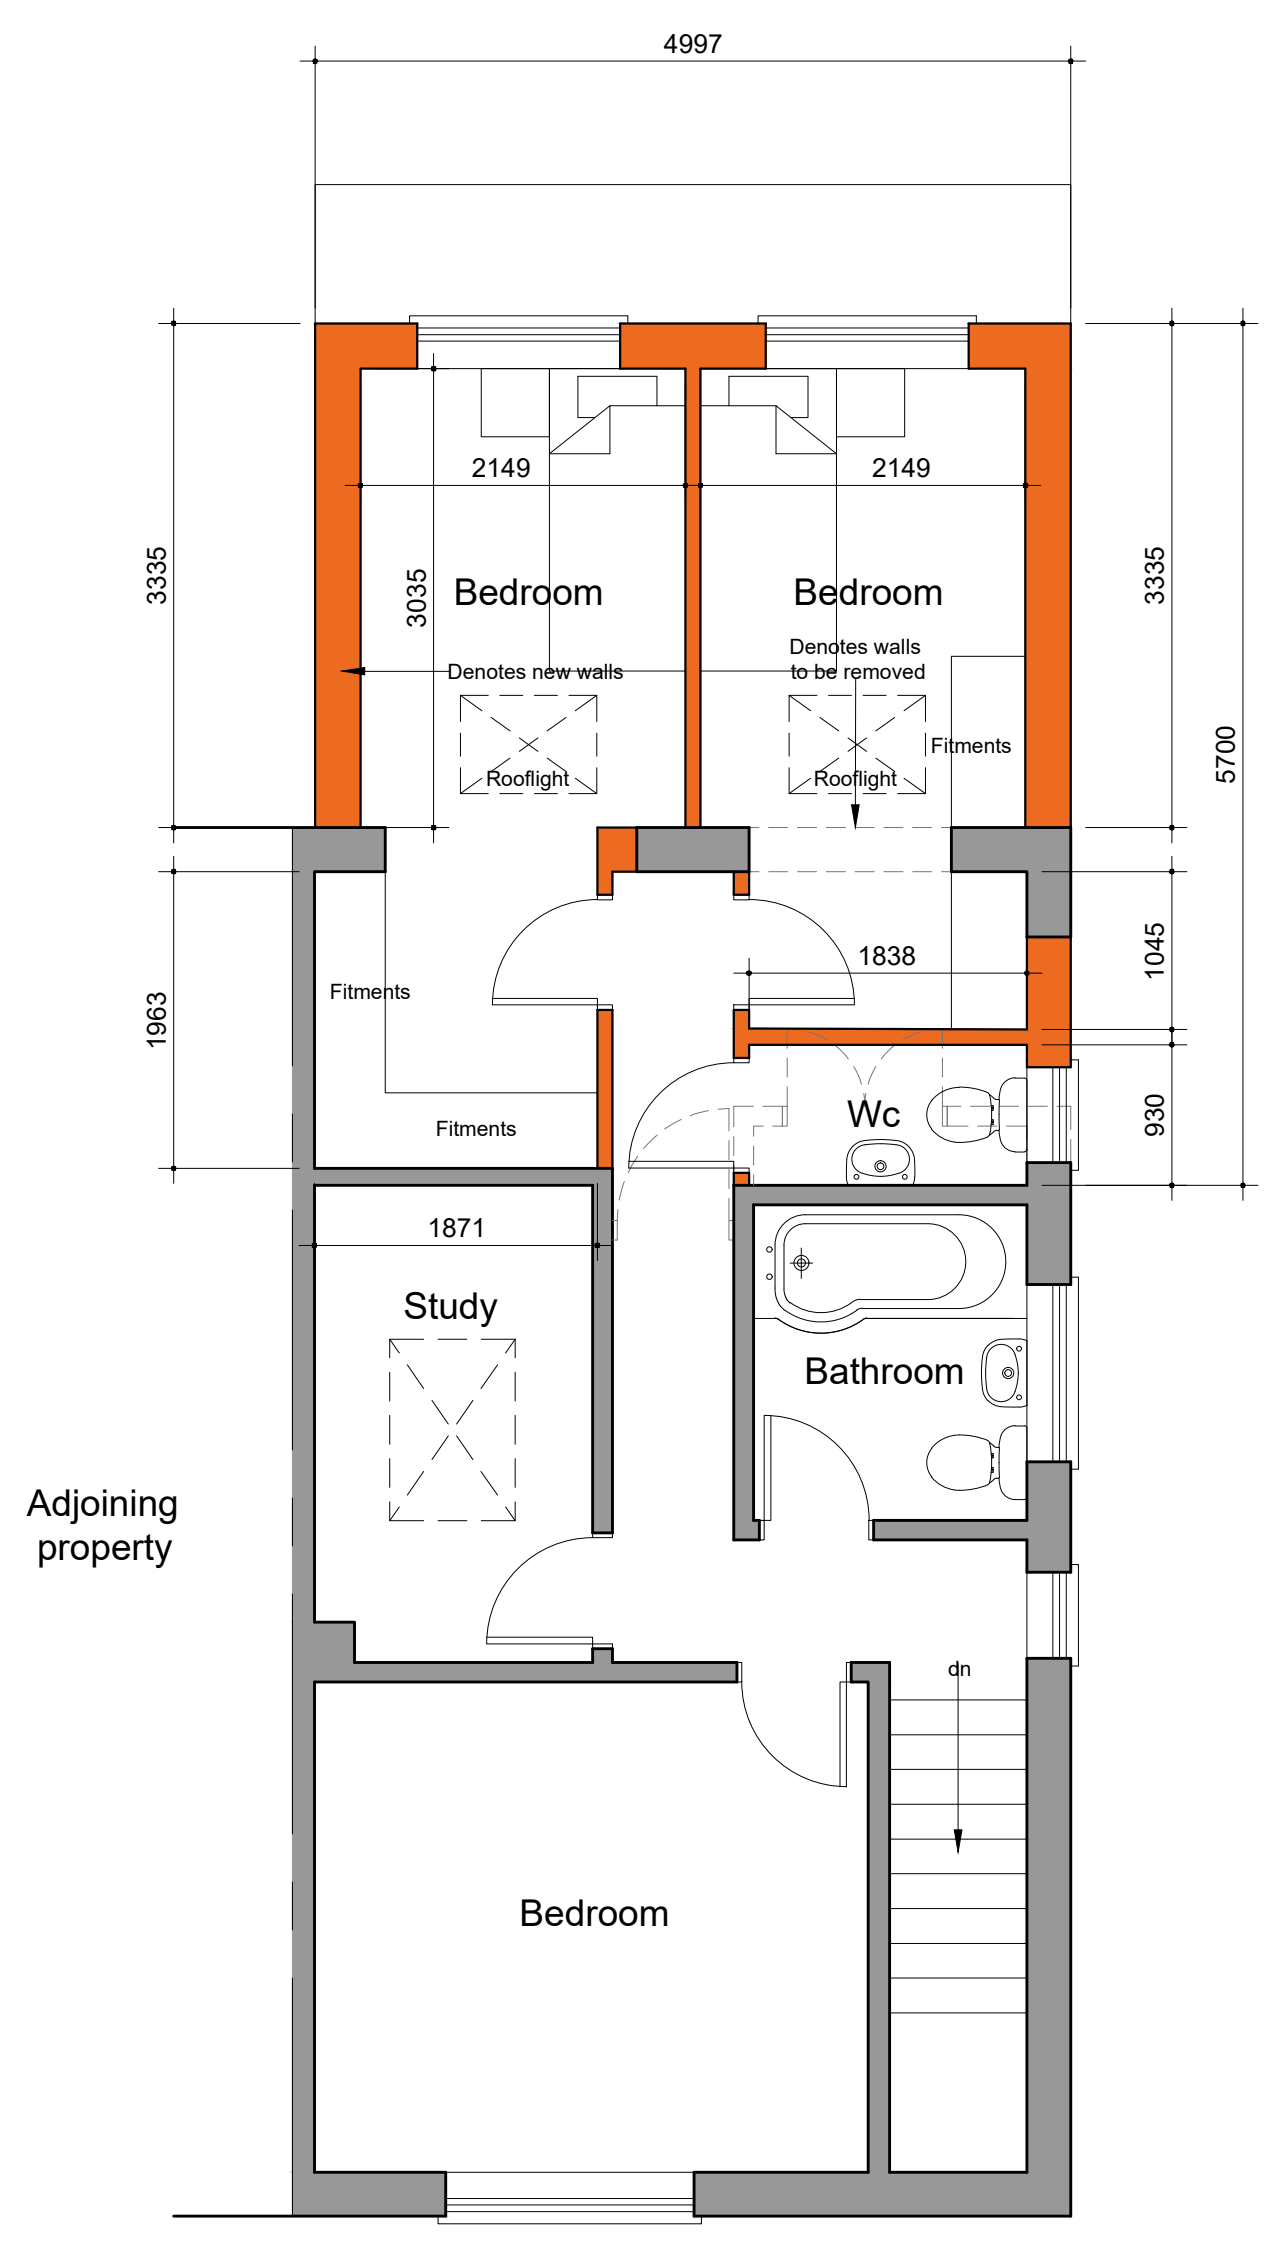 4997
2149
2149
3335
3035
3335
Bedroom
Bedroom
Denotes new walls
Denotes walls
to be removed
5700
Fitments
Rooflight
Rooflight
1838
1045
Fitments
1963
Wc
930
Fitments
1871
Study
Bathroom
Adjoining
property
dn
Bedroom